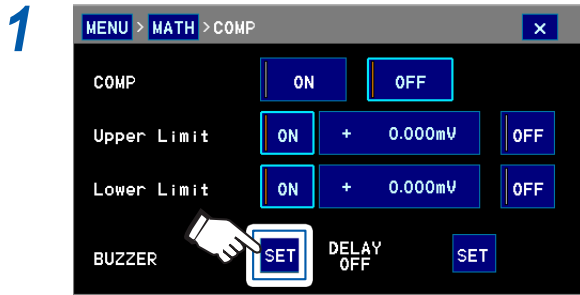 1
MENU > MATH > COMP ×
COMP ON OFF
Upper Limit ON + 0.000mV OFF
Lower Limit ON + 0.000mV OFF
BUZZER SET DELAY OFF SET